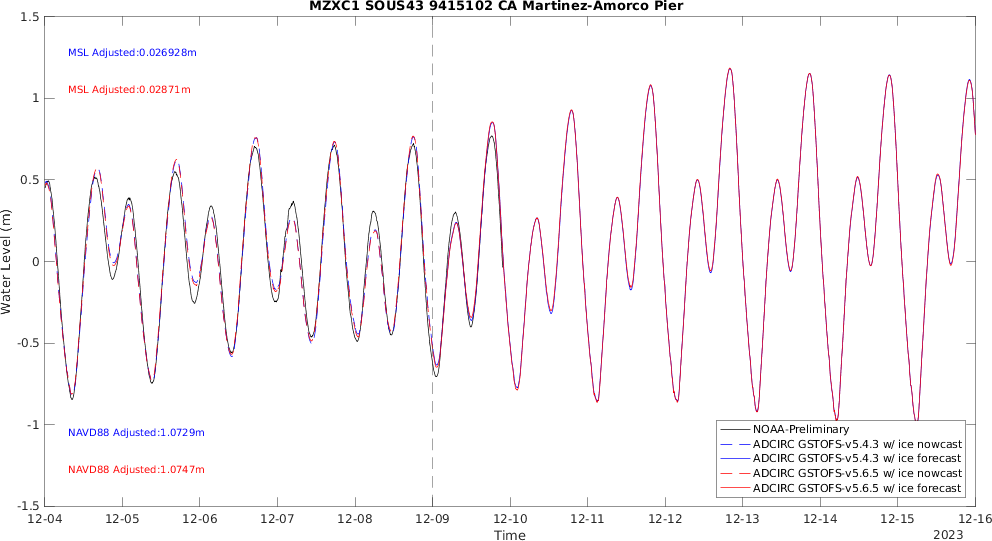 MZXC1 SOUS43 9415102 CA Martinez-Amorco Pier
1.5
1
0.5
0
-0.5
-1
-1.5
Water Level (m)
MSL Adjusted:0.026928m
MSL Adjusted:0.02871m
NAVD88 Adjusted:1.0729m
NAVD88 Adjusted:1.0747m
NOAA-Preliminary
ADCIRC GSTOFS-v5.4.3 w/ ice nowcast
ADCIRC GSTOFS-v5.4.3 w/ ice forecast
ADCIRC GSTOFS-v5.6.5 w/ ice nowcast
ADCIRC GSTOFS-v5.6.5 w/ ice forecast
12-04 12-05 12-06 12-07 12-08 12-09 12-10 12-11 12-12 12-13 12-14 12-15 12-16
Time
2023